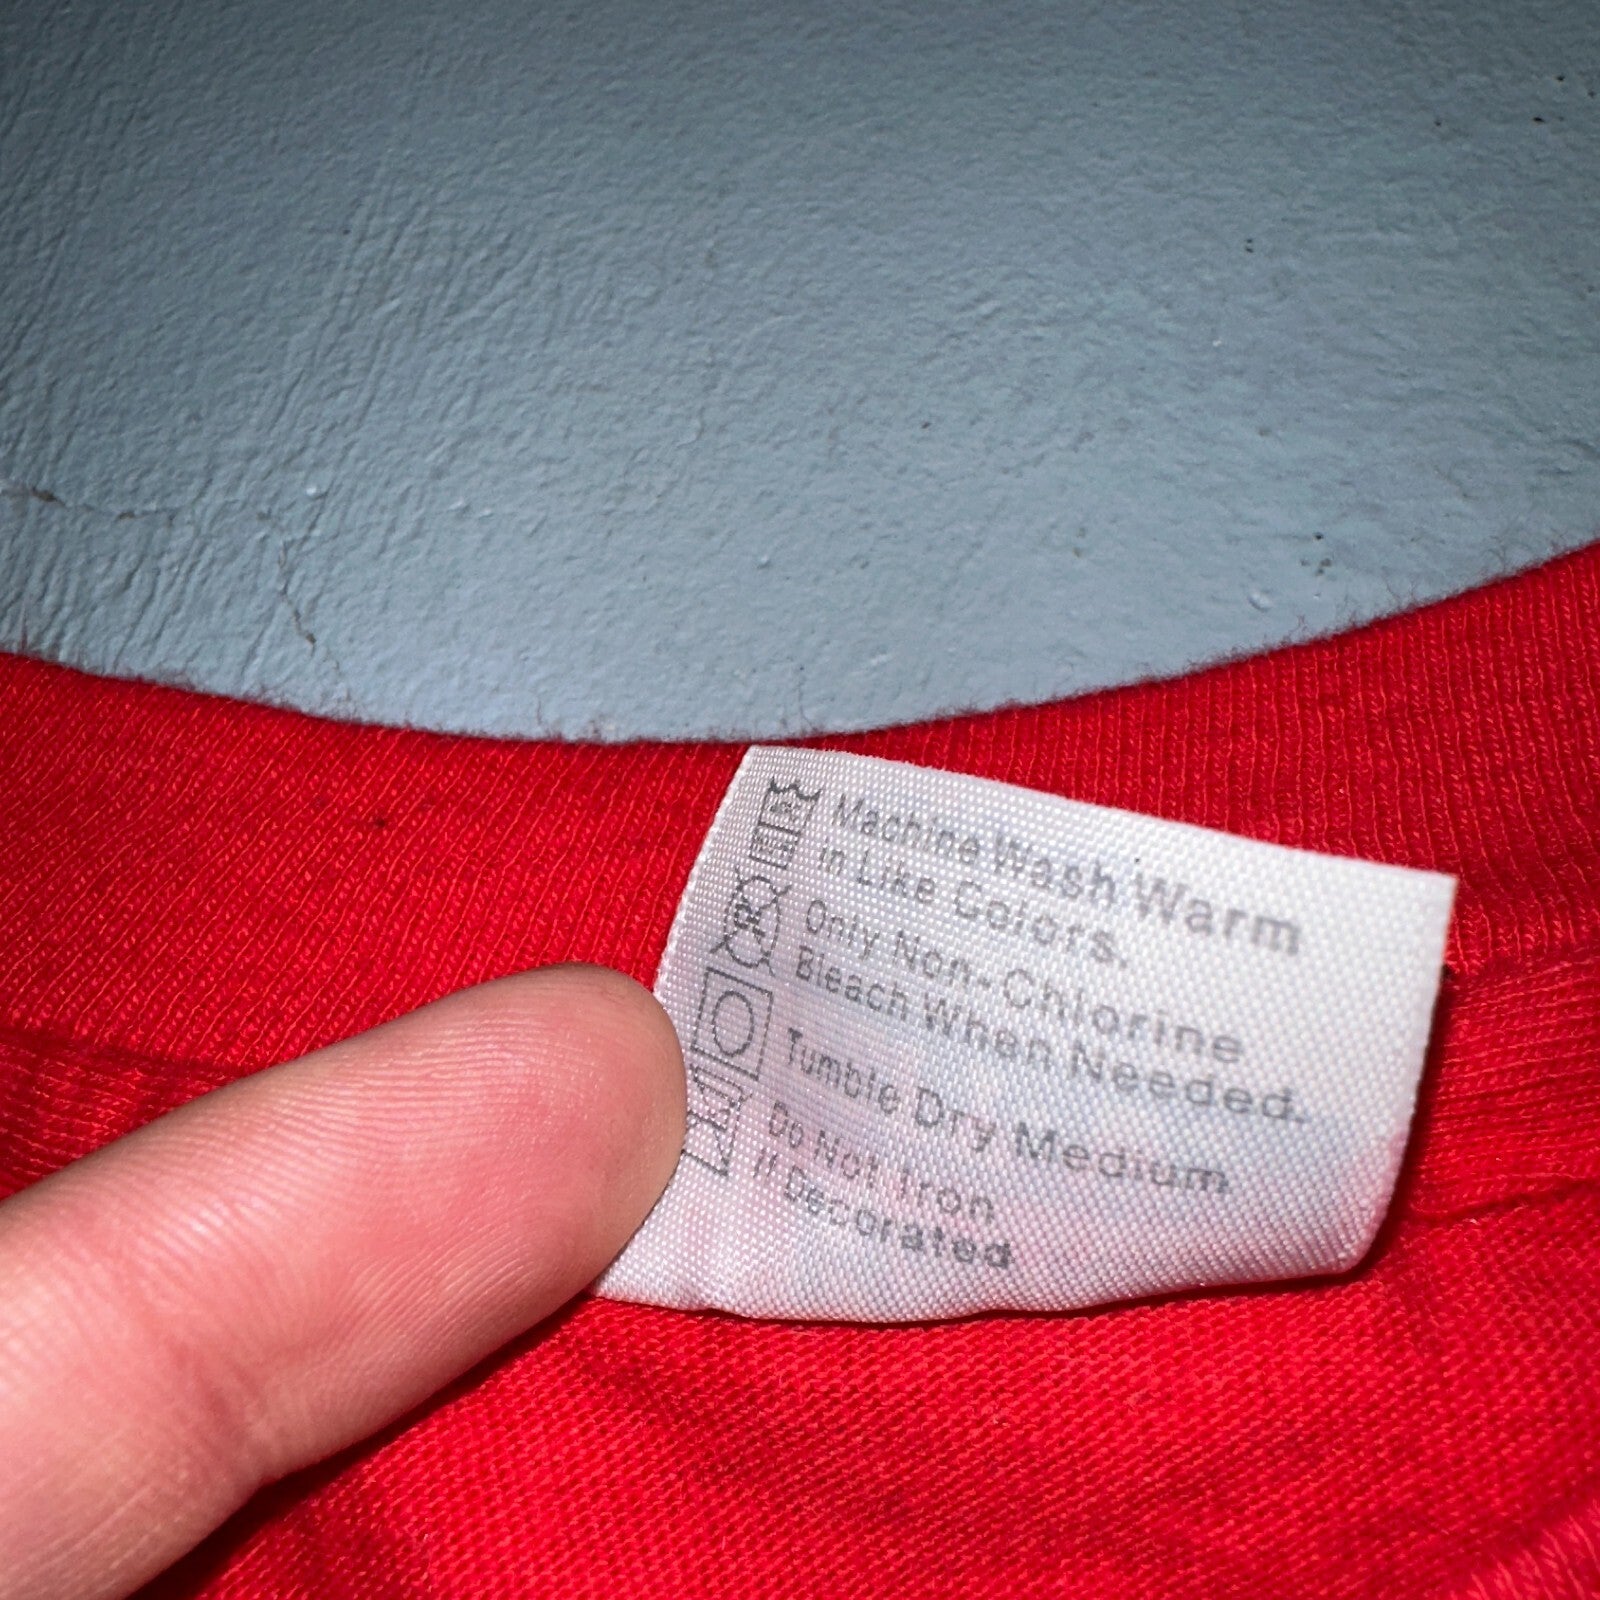 Machine Wash Warm
in Like Colors.
Only Non-Chlorine
Bleach When Needed.
Tumble Dry Medium.
Do Not Iron
If Decorated